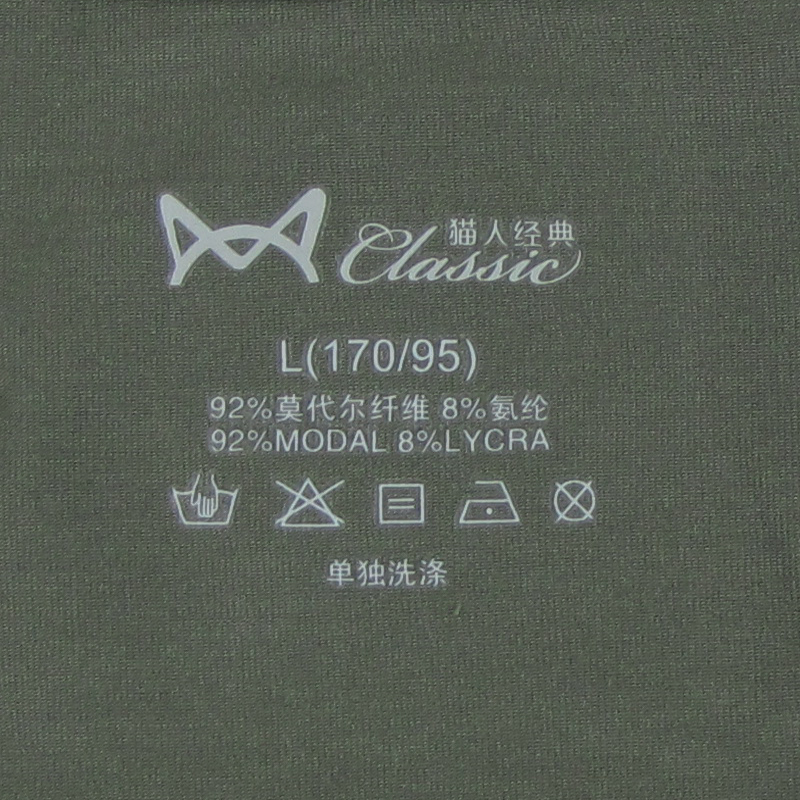 猫人经典
Classic
L(170/95)
92%莫代尔纤维 8%氨纶
92%MODAL 8%LYCRA
单独洗涤